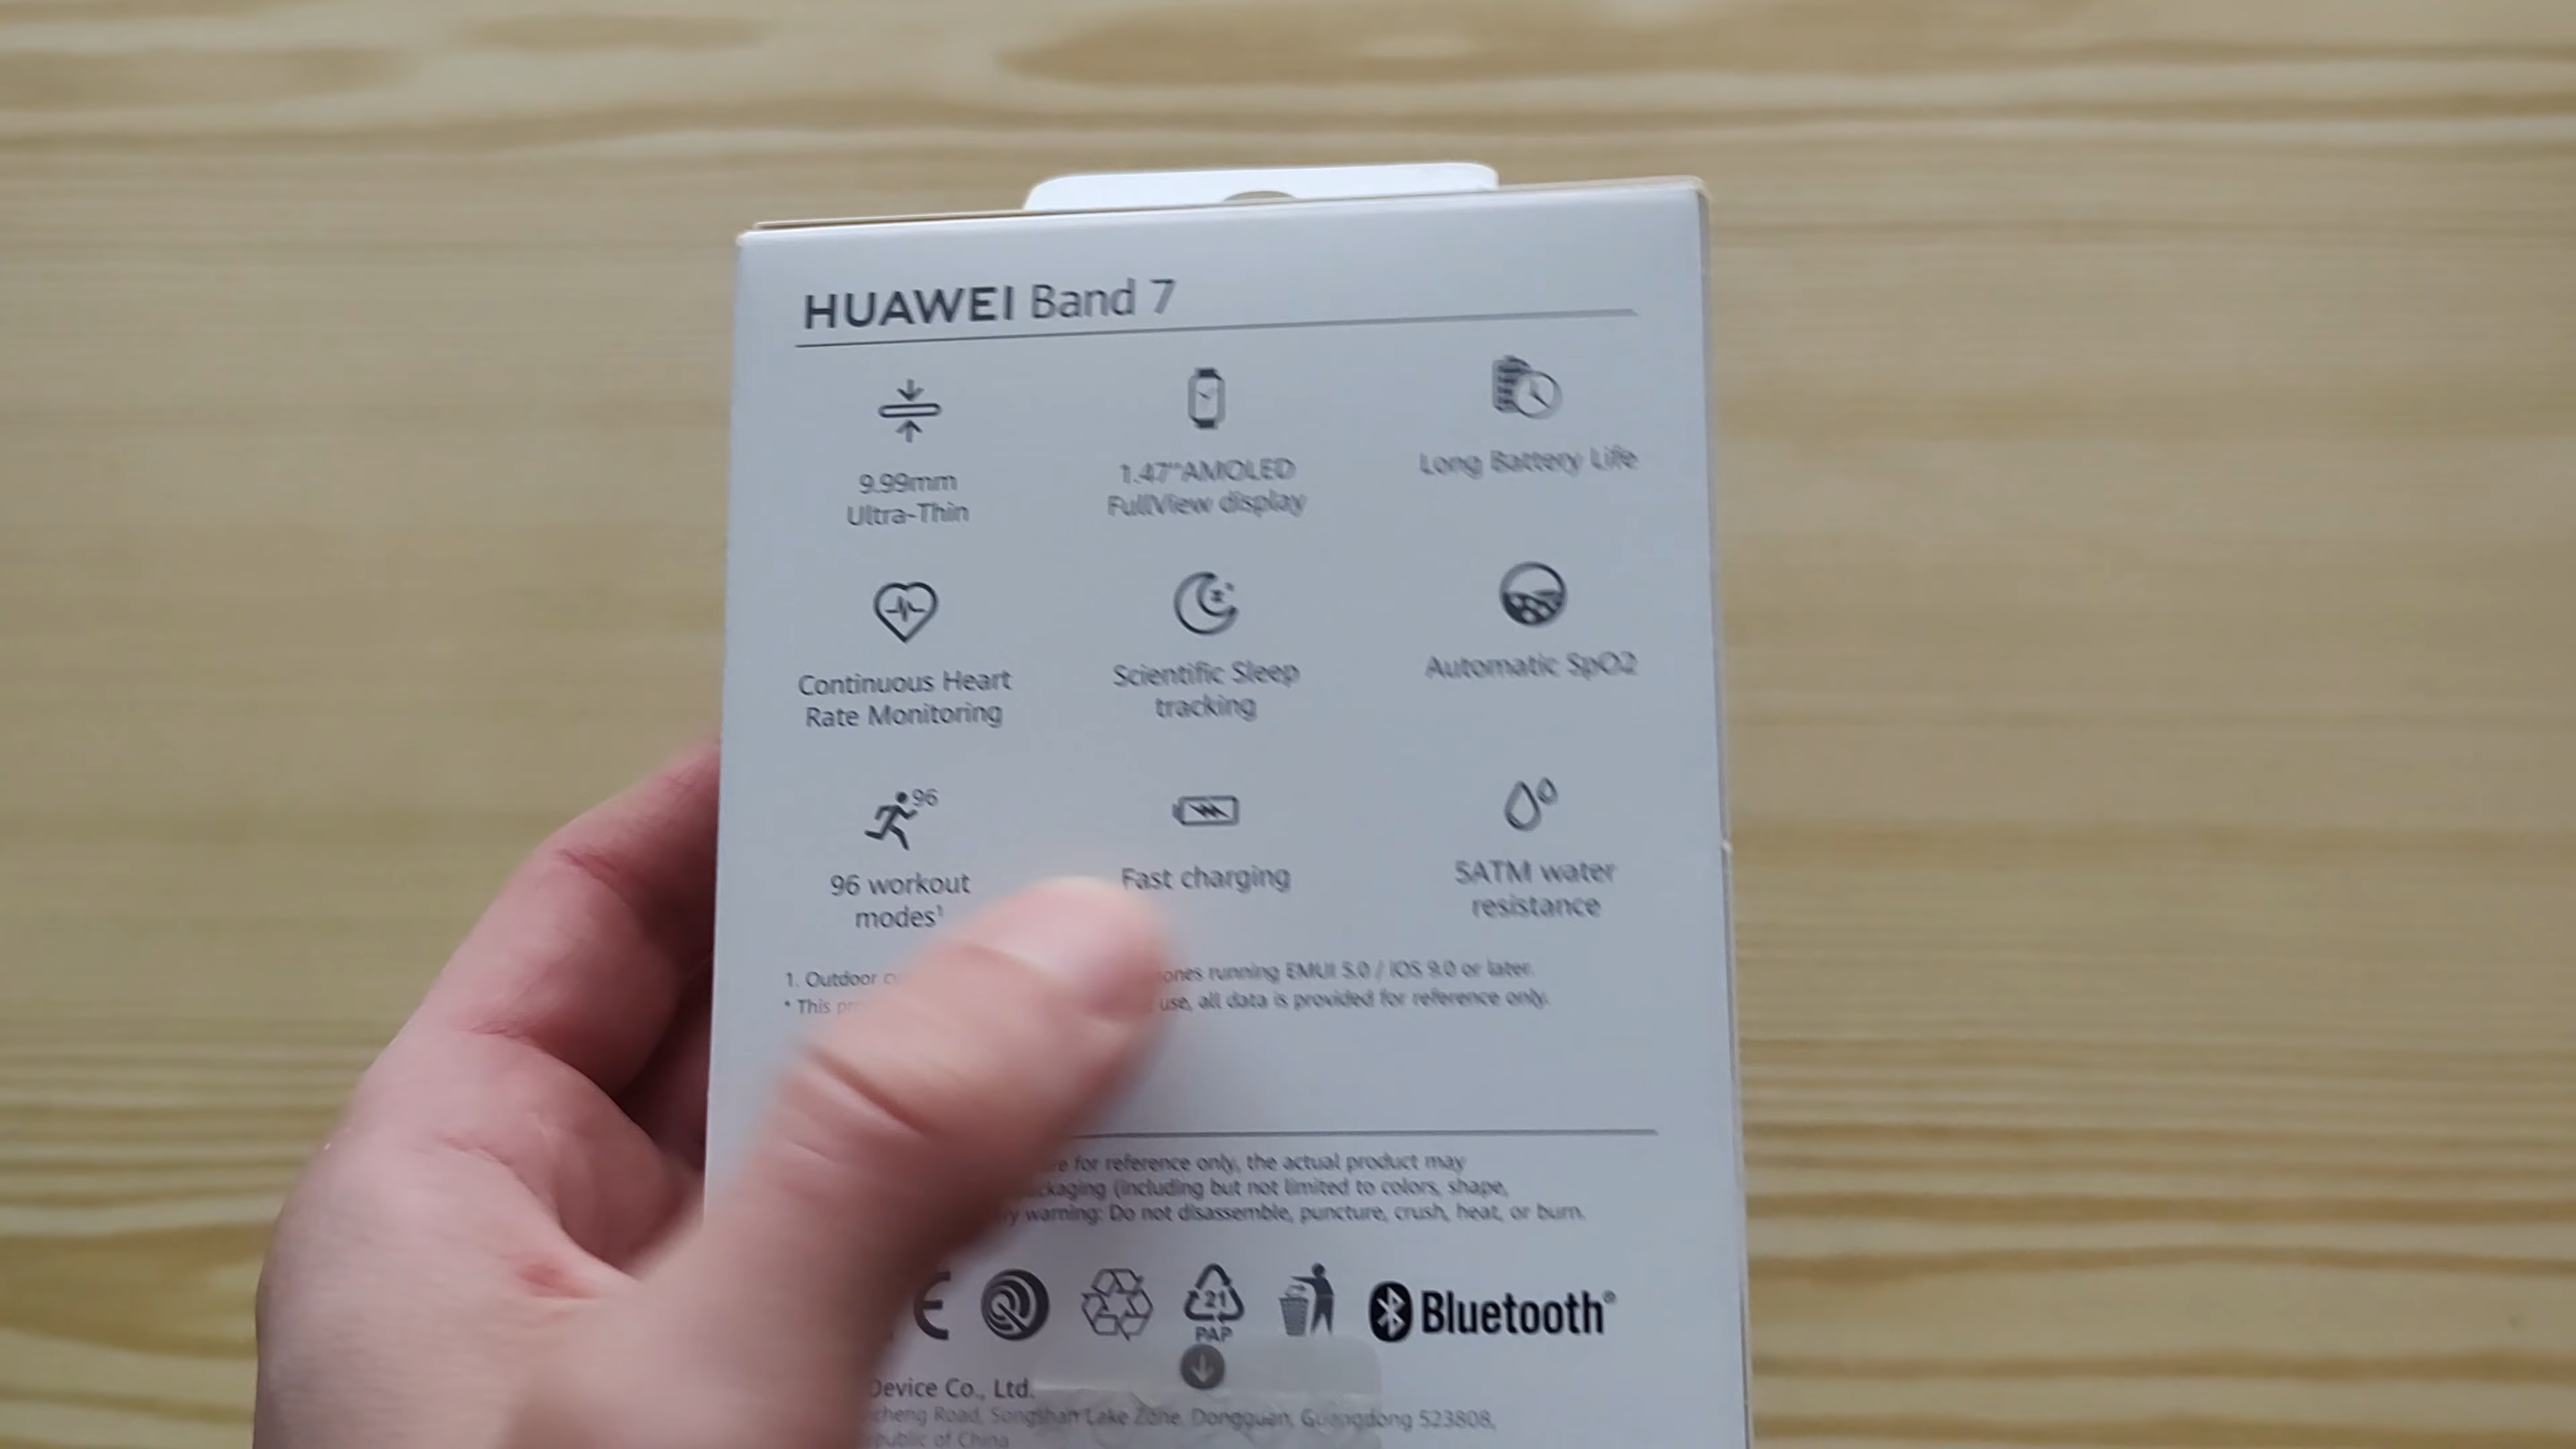 HUAWEI Band 7
9.99mm
Ultra-Thin
1.47"AMOLED
FullView display
Long Battery Life
Continuous Heart
Rate Monitoring
Scientific Sleep
tracking
Automatic SpO2
96
96 workout
modes¹
Fast charging
5ATM water
resistance
1. Outdoor running EMUI 5.0 / iOS 9.0 or later.
* This use, all data is provided for reference only.
for reference only, the actual product may
(including but not limited to colors, shape,
warning: Do not disassemble, puncture, crush, heat, or burn.
CE
21
PAP
Bluetooth®
Device Co., Ltd.
Road, Songshan Lake Zone, Dongguan, Guangdong 523808,
of China